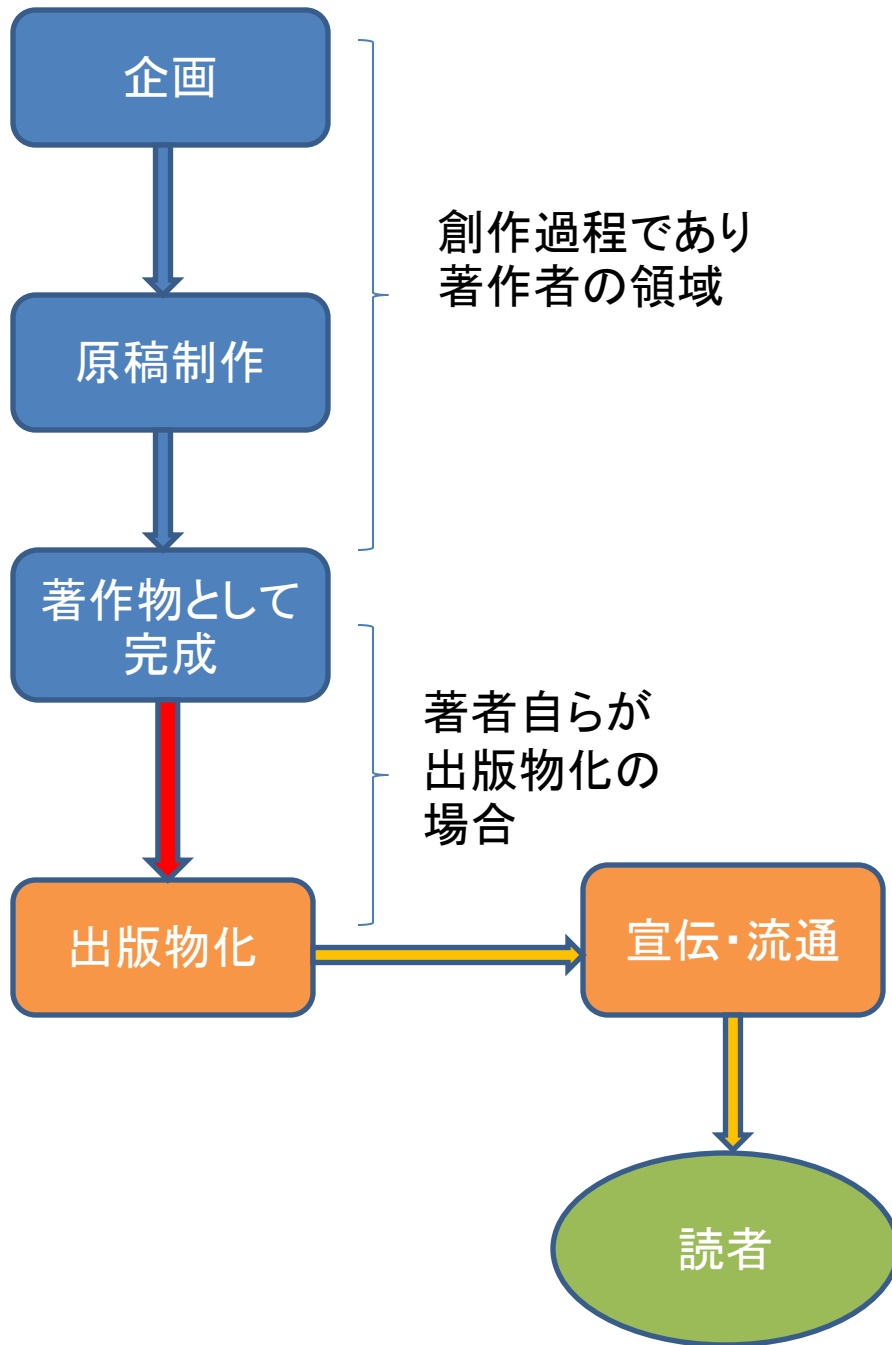 企画
創作過程であり
著作者の領域
原稿制作
著作物として
完成
著者自らが
出版物化の
場合
出版物化
宣伝・流通
読者